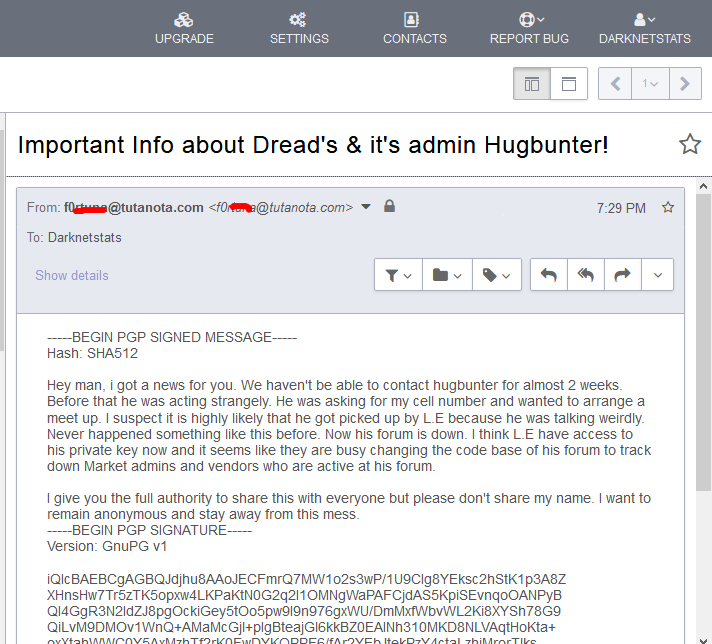 UPGRADE SETTINGS CONTACTS REPORT BUG DARKNETSTATS
1
Important Info about Dread's & it's admin Hugbunter!
From: @tutanota.com @tutanota.com> 7:29 PM
To: Darknetstats
Show details
-----BEGIN PGP SIGNED MESSAGE-----
Hash: SHA512
Hey man, i got a news for you. We haven't be able to contact hugbunter for almost 2 weeks.
Before that he was acting strangely. He was asking for my cell number and wanted to arrange a
meet up. I suspect it is highly likely that he got picked up by L.E because he was talking weirdly.
Never happened something like this before. Now his forum is down. I think L.E have access to
his private key now and it seems like they are busy changing the code base of his forum to track
down Market admins and vendors who are active at his forum.
I give you the full authority to share this with everyone but please don't share my name. I want to
remain anonymous and stay away from this mess.
-----BEGIN PGP SIGNATURE-----
Version: GnuPG v1
iQIcBAEBCgAGBQJdjhu8AAoJECFmrQ7MW1o2s3wP/1U9Clg8YEksc2hStK1p3A8Z
XHnsHw7Tr5zTK5opxw4LKPaKtN0G2q2l1OMNgWaPAFCjdAS5KpiSEvnqoOANPyB
QI4GgR3N2ldZJ8pgOckiGey5tOo5pw9l9n976gxWU/DmMxfWbvWL2Ki8XYSh78G9
QiLvM9DMOv1WnQ+AMaMcGjl+plgBteajGl6kkBZ0EAlNh310MKD8NLVAqtHoKta+